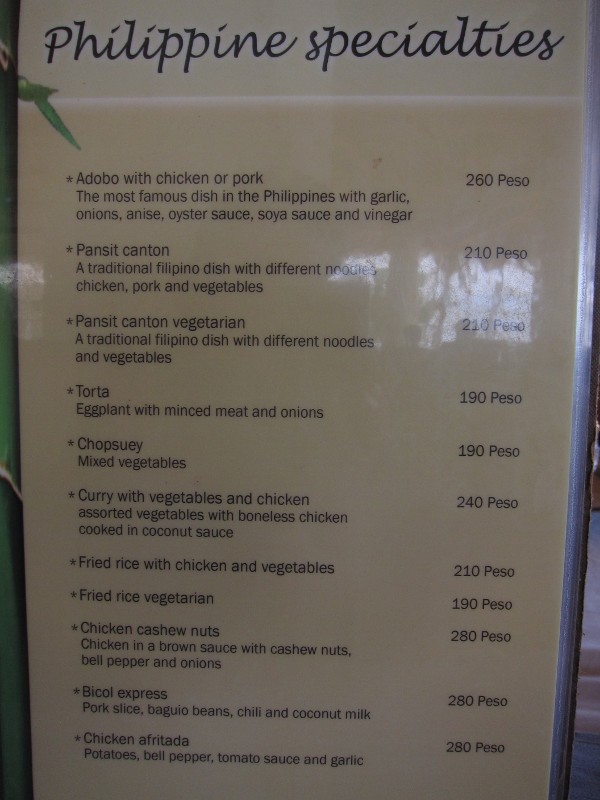 Philippine specialties
* Adobo with chicken or pork 260 Peso
The most famous dish in the Philippines with garlic,
onions, anise, oyster sauce, soya sauce and vinegar
* Pansit canton 210 Peso
A traditional filipino dish with different noodles
chicken, pork and vegetables
* Pansit canton vegetarian 210 Peso
A traditional filipino dish with different noodles
and vegetables
* Torta 190 Peso
Eggplant with minced meat and onions
* Chopsuey 190 Peso
Mixed vegetables
* Curry with vegetables and chicken 240 Peso
assorted vegetables with boneless chicken
cooked in coconut sauce
* Fried rice with chicken and vegetables 210 Peso
* Fried rice vegetarian 190 Peso
* Chicken cashew nuts 280 Peso
Chicken in a brown sauce with cashew nuts,
bell pepper and onions
* Bicol express 280 Peso
Pork slice, baguio beans, chili and coconut milk
* Chicken afritada 280 Peso
Potatoes, bell pepper, tomato sauce and garlic